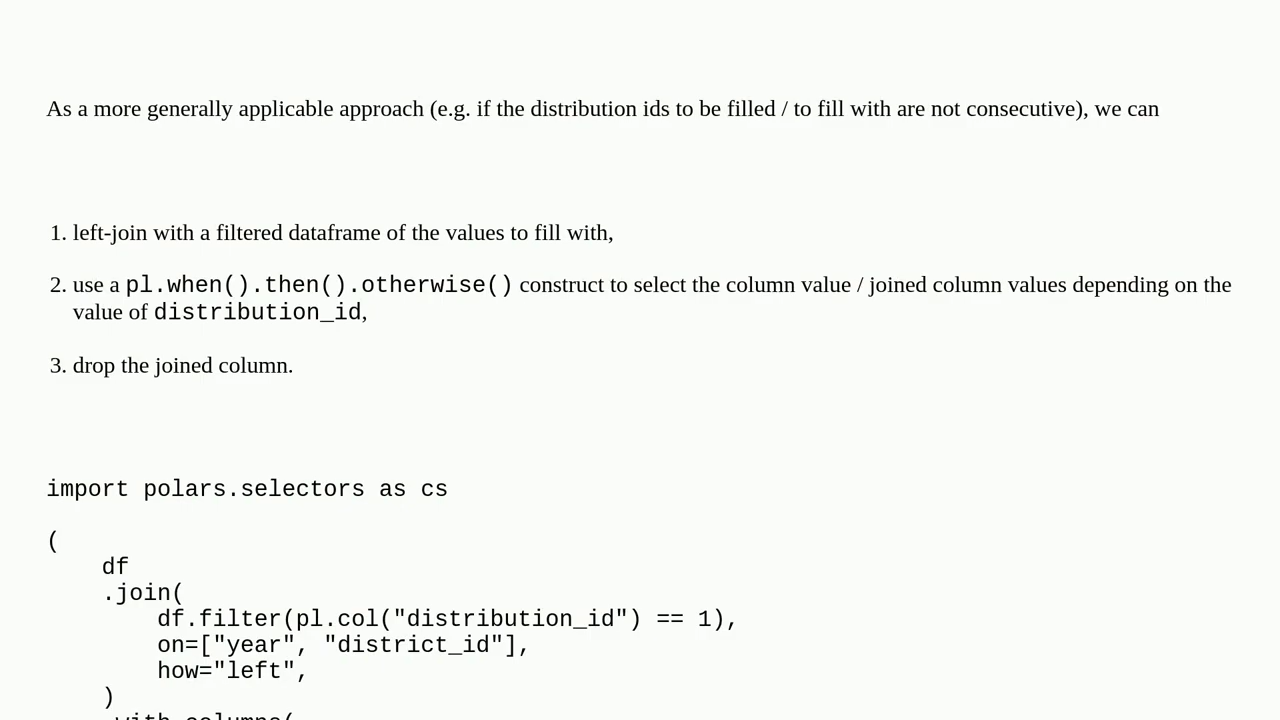 As a more generally applicable approach (e.g. if the distribution ids to be filled / to fill with are not consecutive), we can
1. left-join with a filtered dataframe of the values to fill with,
2. use a pl.when().then().otherwise() construct to select the column value / joined column values depending on the
value of distribution_id,
3. drop the joined column.
import polars.selectors as cs
(
    df
    .join(
        df.filter(pl.col("distribution_id") == 1),
        on=["year", "district_id"],
        how="left",
    )
    .with_columns(